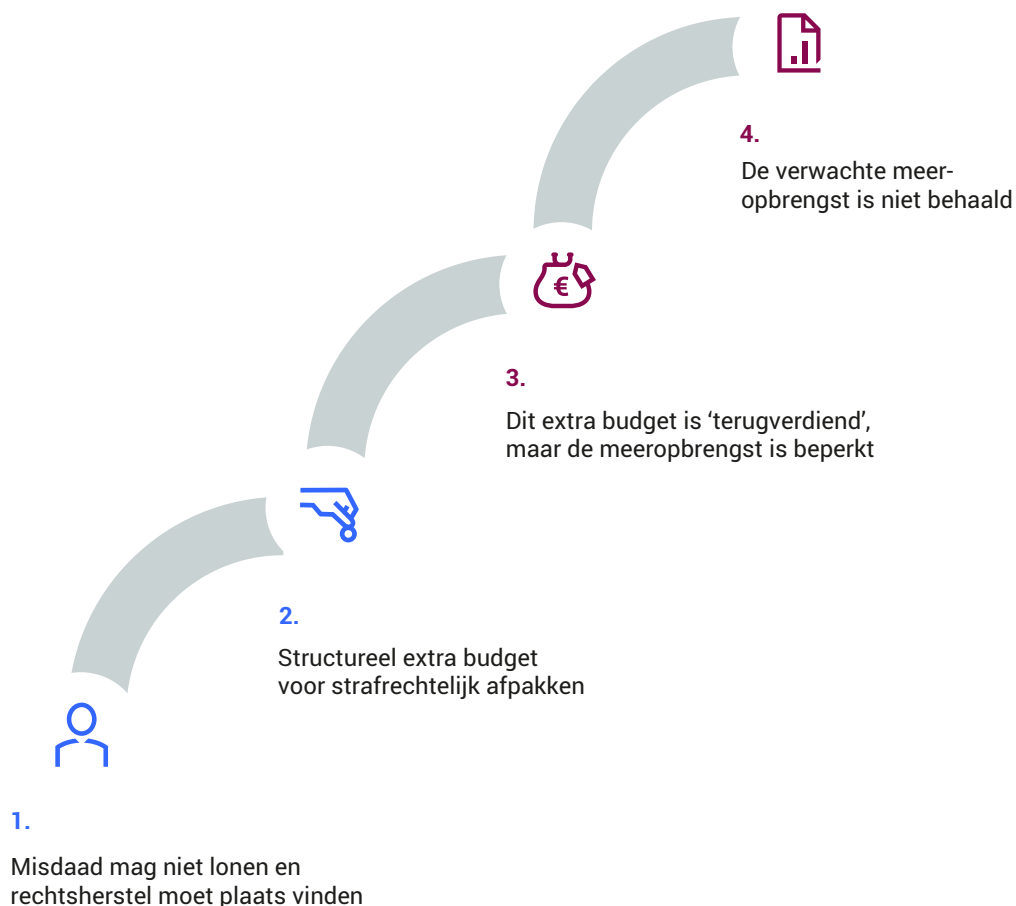 4.
De verwachte meer-
opbrengst is niet behaald
€
3.
Dit extra budget is ‘terugverdiend’,
maar de meeropbrengst is beperkt
2.
Structureel extra budget
voor strafrechtelijk afpakken
1.
Misdaad mag niet lonen en
rechtsherstel moet plaats vinden